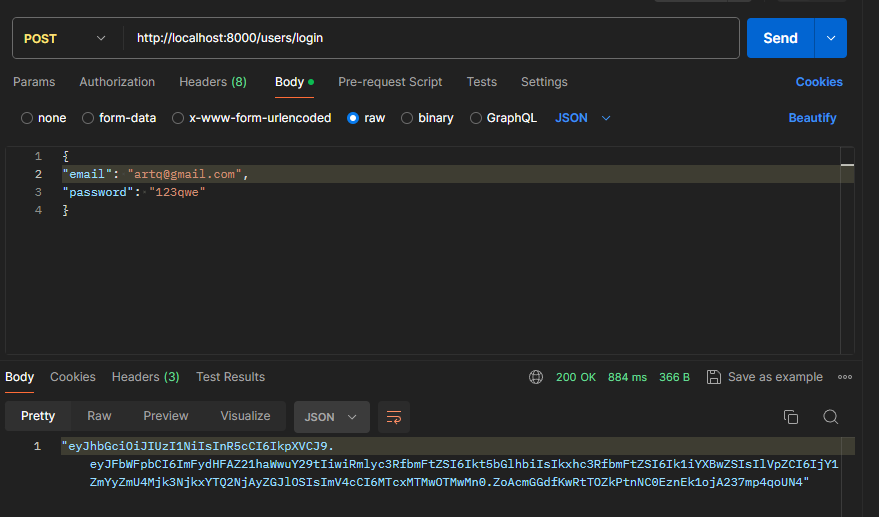 POST
http://localhost:8000/users/login
Send
Params Authorization Headers (8) Body Pre-request Script Tests Settings Cookies
none form-data x-www-form-urlencoded raw binary GraphQL JSON Beautify
1 {
2 "email": "artq@gmail.com",
3 "password": "123qwe"
4 }
Body Cookies Headers (3) Test Results 200 OK 884 ms 366 B Save as example
Pretty Raw Preview Visualize JSON
1 "eyJhbGciOiJIUzI1NiIsInR5cCI6IkpXVCJ9.
eyJFbWFpbCI6ImFydHFAZ21haWwuY29tIiwiRmlyc3RfbmFtZSI6Ikt5bGlhbiIsIkxhc3RfbmFtZSI6Ik1iYXBwZSIsIlVpZCI6IjY1
ZmYyZmU4Mjk3NjkxYTQ2NjAyZGJlOSIsImV4cCI6MTcxMTMwOTMwMn0.ZoAcmGGdfKwRtTOZkPtnNC0EznEk1ojA237mp4qoUN4"